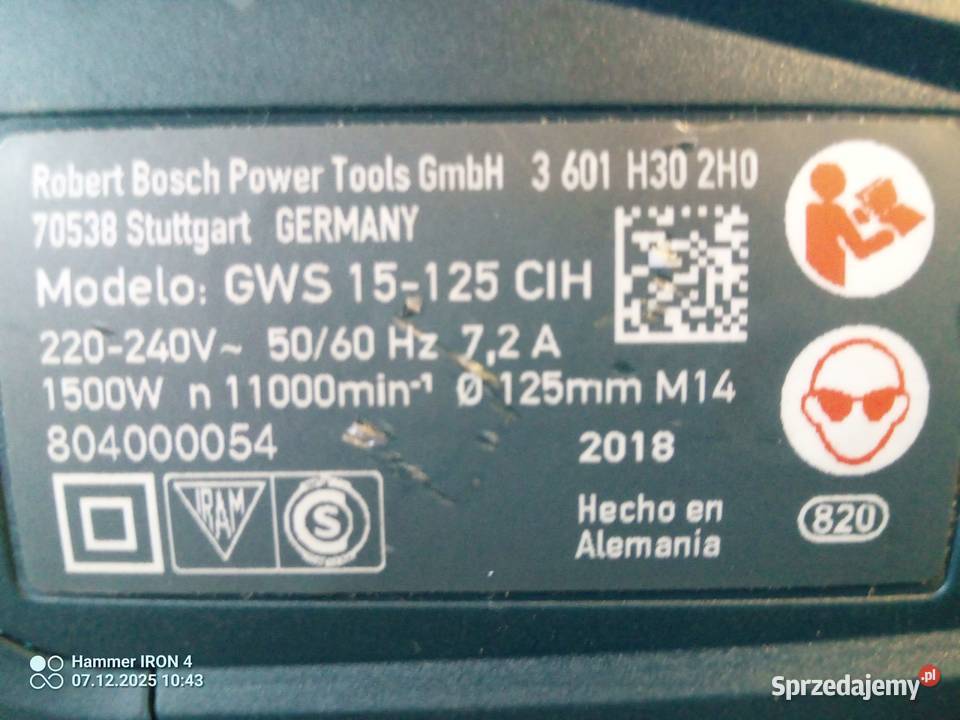 Robert Bosch Power Tools GmbH 3 601 H30 2H0
70538 Stuttgart GERMANY
Modelo: GWS 15-125 CIH
220-240V~ 50/60 Hz 7,2 A
1500W n 11000min⁻¹ Ø 125mm M14
804000054 2018
IRAM S
Hecho en
Alemania
820
Hammer IRON 4
07.12.2025 10:43
Sprzedajemy.pl